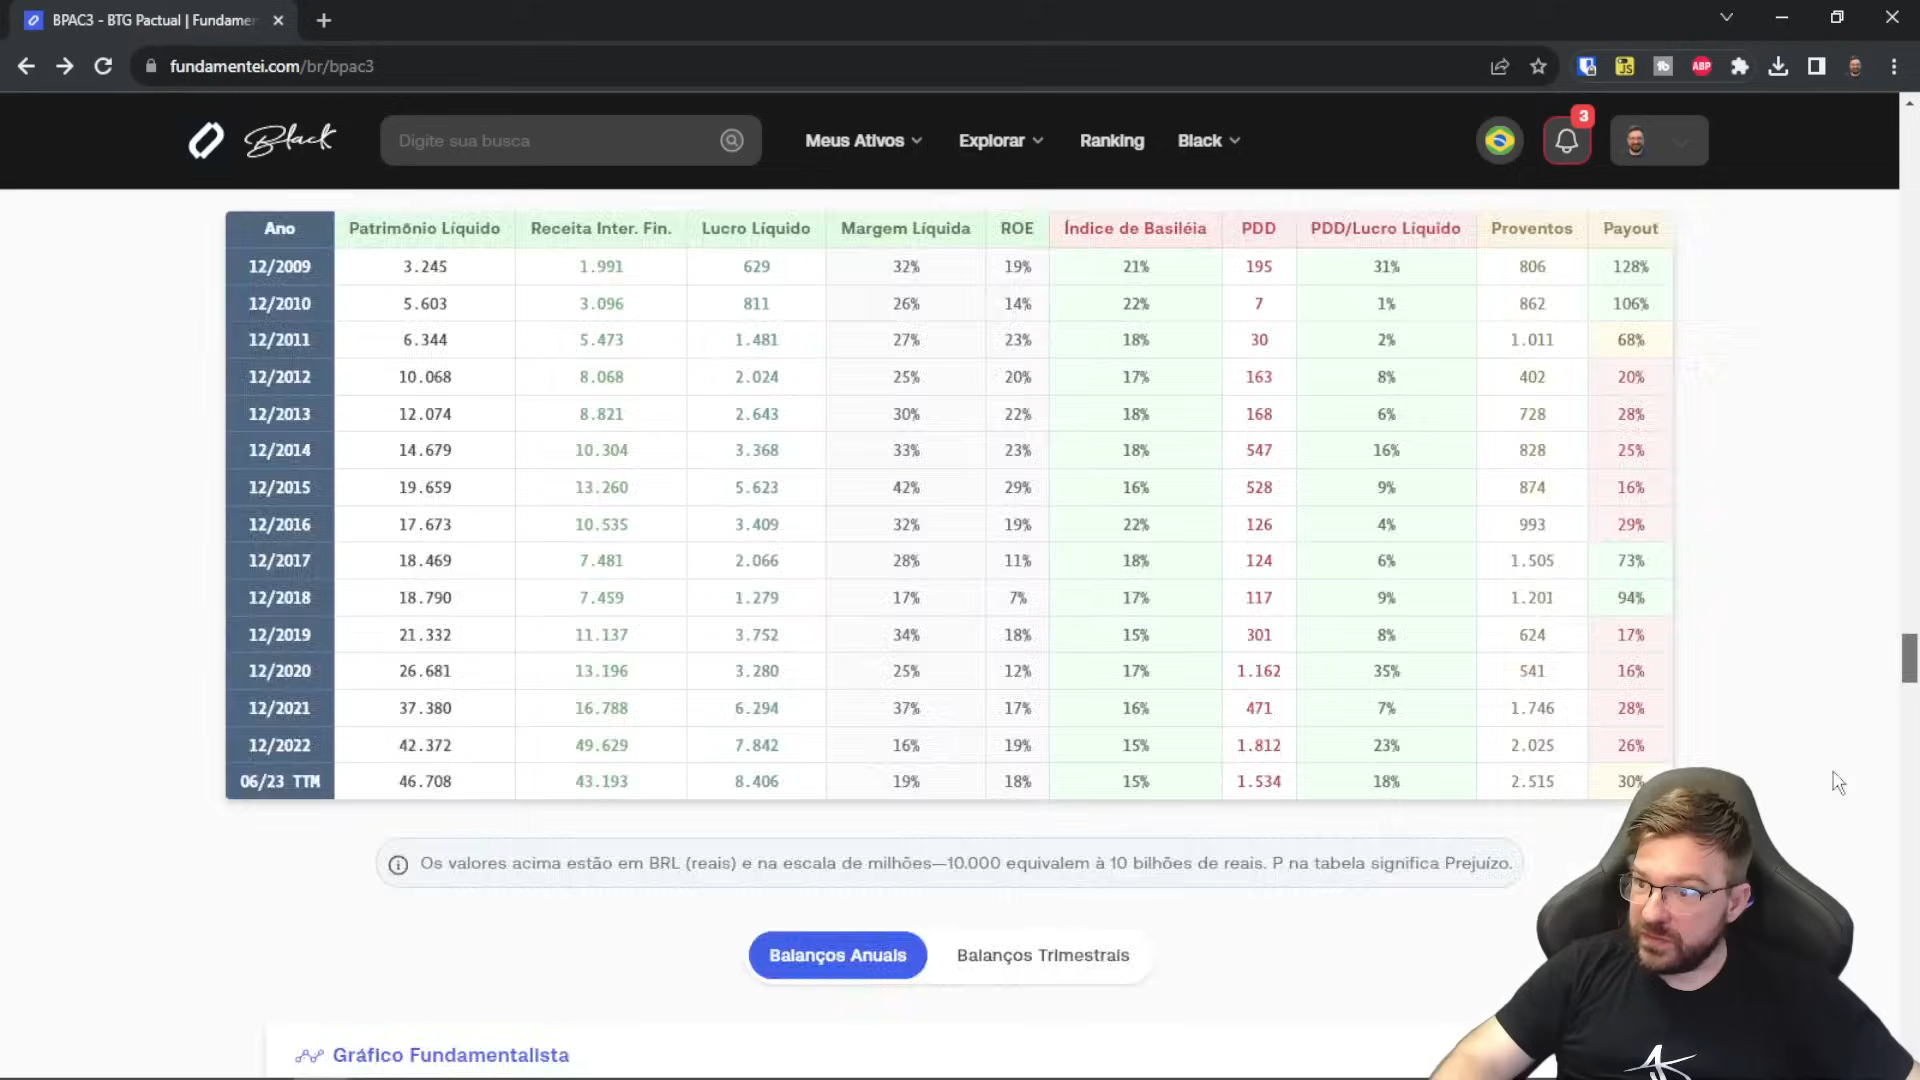 BPAC3 - BTG Pactual | Fundamen
fundamentei.com/br/bpac3
Black
Digite sua busca
Meus Ativos
Explorar
Ranking
Black
3
Ano Patrimônio Líquido Receita Inter. Fin. Lucro Líquido Margem Líquida ROE Índice de Basiléia PDD PDD/Lucro Líquido Proventos Payout
12/2009 3.245 1.991 629 32% 19% 21% 195 31% 806 128%
12/2010 5.603 3.096 811 26% 14% 22% 7 1% 862 106%
12/2011 6.344 5.473 1.481 27% 23% 18% 30 2% 1.011 68%
12/2012 10.068 8.068 2.024 25% 20% 17% 163 8% 402 20%
12/2013 12.074 8.821 2.643 30% 22% 18% 168 6% 728 28%
12/2014 14.679 10.304 3.368 33% 23% 18% 547 16% 828 25%
12/2015 19.659 13.260 5.623 42% 29% 16% 528 9% 874 16%
12/2016 17.673 10.535 3.409 32% 19% 22% 126 4% 993 29%
12/2017 18.469 7.481 2.066 28% 11% 18% 124 6% 1.505 73%
12/2018 18.790 7.459 1.279 17% 7% 17% 117 9% 1.201 94%
12/2019 21.332 11.137 3.752 34% 18% 15% 301 8% 624 17%
12/2020 26.681 13.196 3.280 25% 12% 17% 1.162 35% 541 16%
12/2021 37.380 16.788 6.294 37% 17% 16% 471 7% 1.746 28%
12/2022 42.372 49.629 7.842 16% 19% 15% 1.812 23% 2.025 26%
06/23 TTM 46.708 43.193 8.406 19% 18% 15% 1.534 18% 2.515 30%
Os valores acima estão em BRL (reais) e na escala de milhões—10.000 equivalem à 10 bilhões de reais. P na tabela significa Prejuízo.
Balanços Anuais
Balanços Trimestrais
Gráfico Fundamentalista
JS
ABP